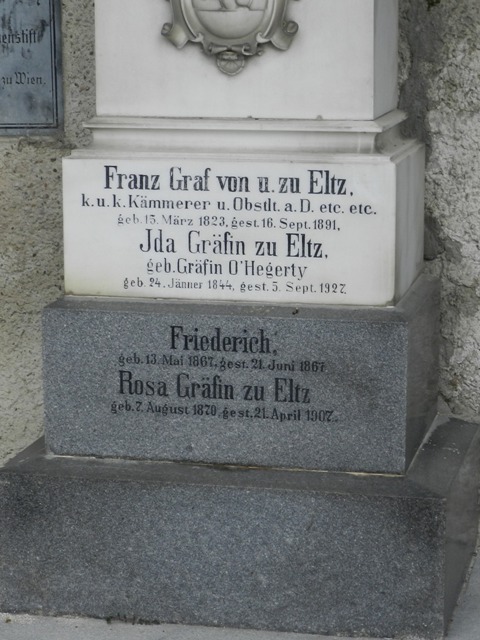 enstift
zu Wien.
Franz Graf von u. zu Eltz,
k. u. k. Kämmerer u. Obstlt. a. D. etc. etc.
geb. 15. März 1823, gest. 16. Sept. 1891,
Jda Gräfin zu Eltz,
geb. Gräfin O'Hegerty
geb. 24. Jänner 1844, gest. 5. Sept. 1927.
Friederich,
geb. 13. Mai 1867, gest. 21. Juni 1867
Rosa Gräfin zu Eltz
geb. 7. August 1870, gest. 21. April 1907.